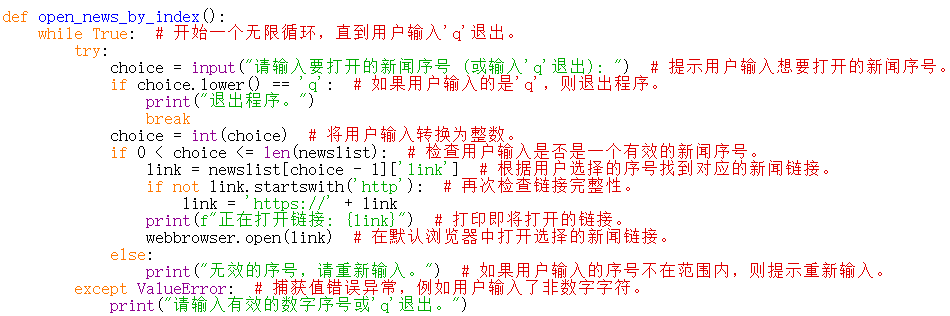 def open_news_by_index():
    while True:  # 开始一个无限循环，直到用户输入'q'退出。
        try:
            choice = input("请输入要打开的新闻序号（或输入'q'退出）: ")  # 提示用户输入想要打开的新闻序号。
            if choice.lower() == 'q':  # 如果用户输入的是'q'，则退出程序。
                print("退出程序。")
                break
            choice = int(choice)  # 将用户输入转换为整数。
            if 0 < choice <= len(newslist):  # 检查用户输入是否是一个有效的新闻序号。
                link = newslist[choice - 1]['link']  # 根据用户选择的序号找到对应的新闻链接。
                if not link.startswith('http'):  # 再次检查链接完整性。
                    link = 'https://' + link
                print(f"正在打开链接: {link}")  # 打印即将打开的链接。
                webbrowser.open(link)  # 在默认浏览器中打开选择的新闻链接。
            else:
                print("无效的序号，请重新输入。")  # 如果用户输入的序号不在范围内，则提示重新输入。
        except ValueError:  # 捕获值错误异常，例如用户输入了非数字字符。
            print("请输入有效的数字序号或'q'退出。")